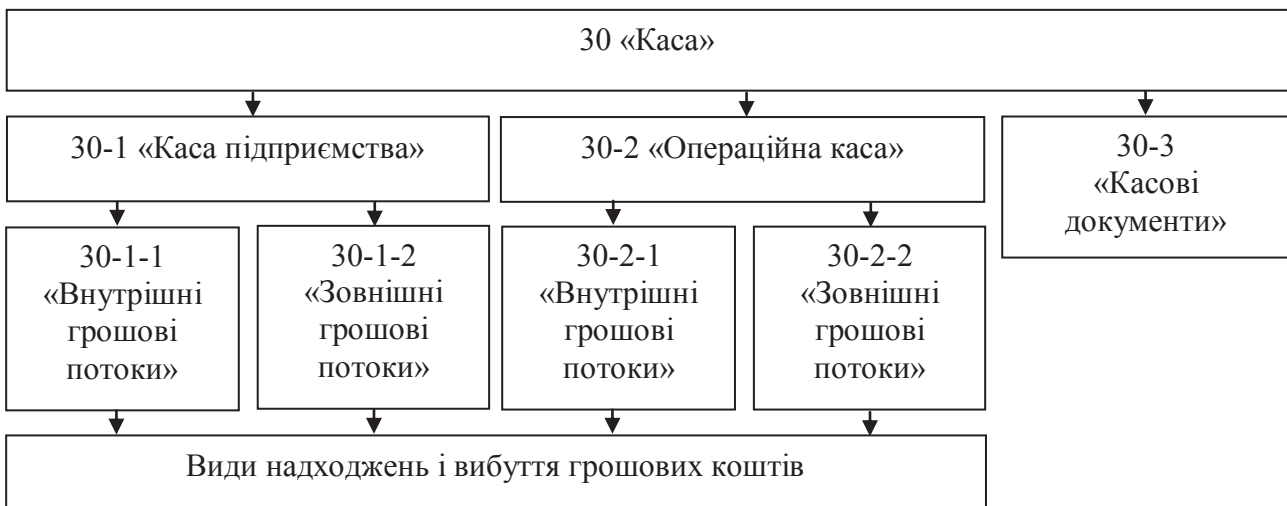 30 «Каса»
30-1 «Каса підприємства»
30-2 «Операційна каса»
30-3
«Касові
документи»
30-1-1
«Внутрішні
грошові
потоки»
30-1-2
«Зовнішні
грошові
потоки»
30-2-1
«Внутрішні
грошові
потоки»
30-2-2
«Зовнішні
грошові
потоки»
Види надходжень і вибуття грошових коштів